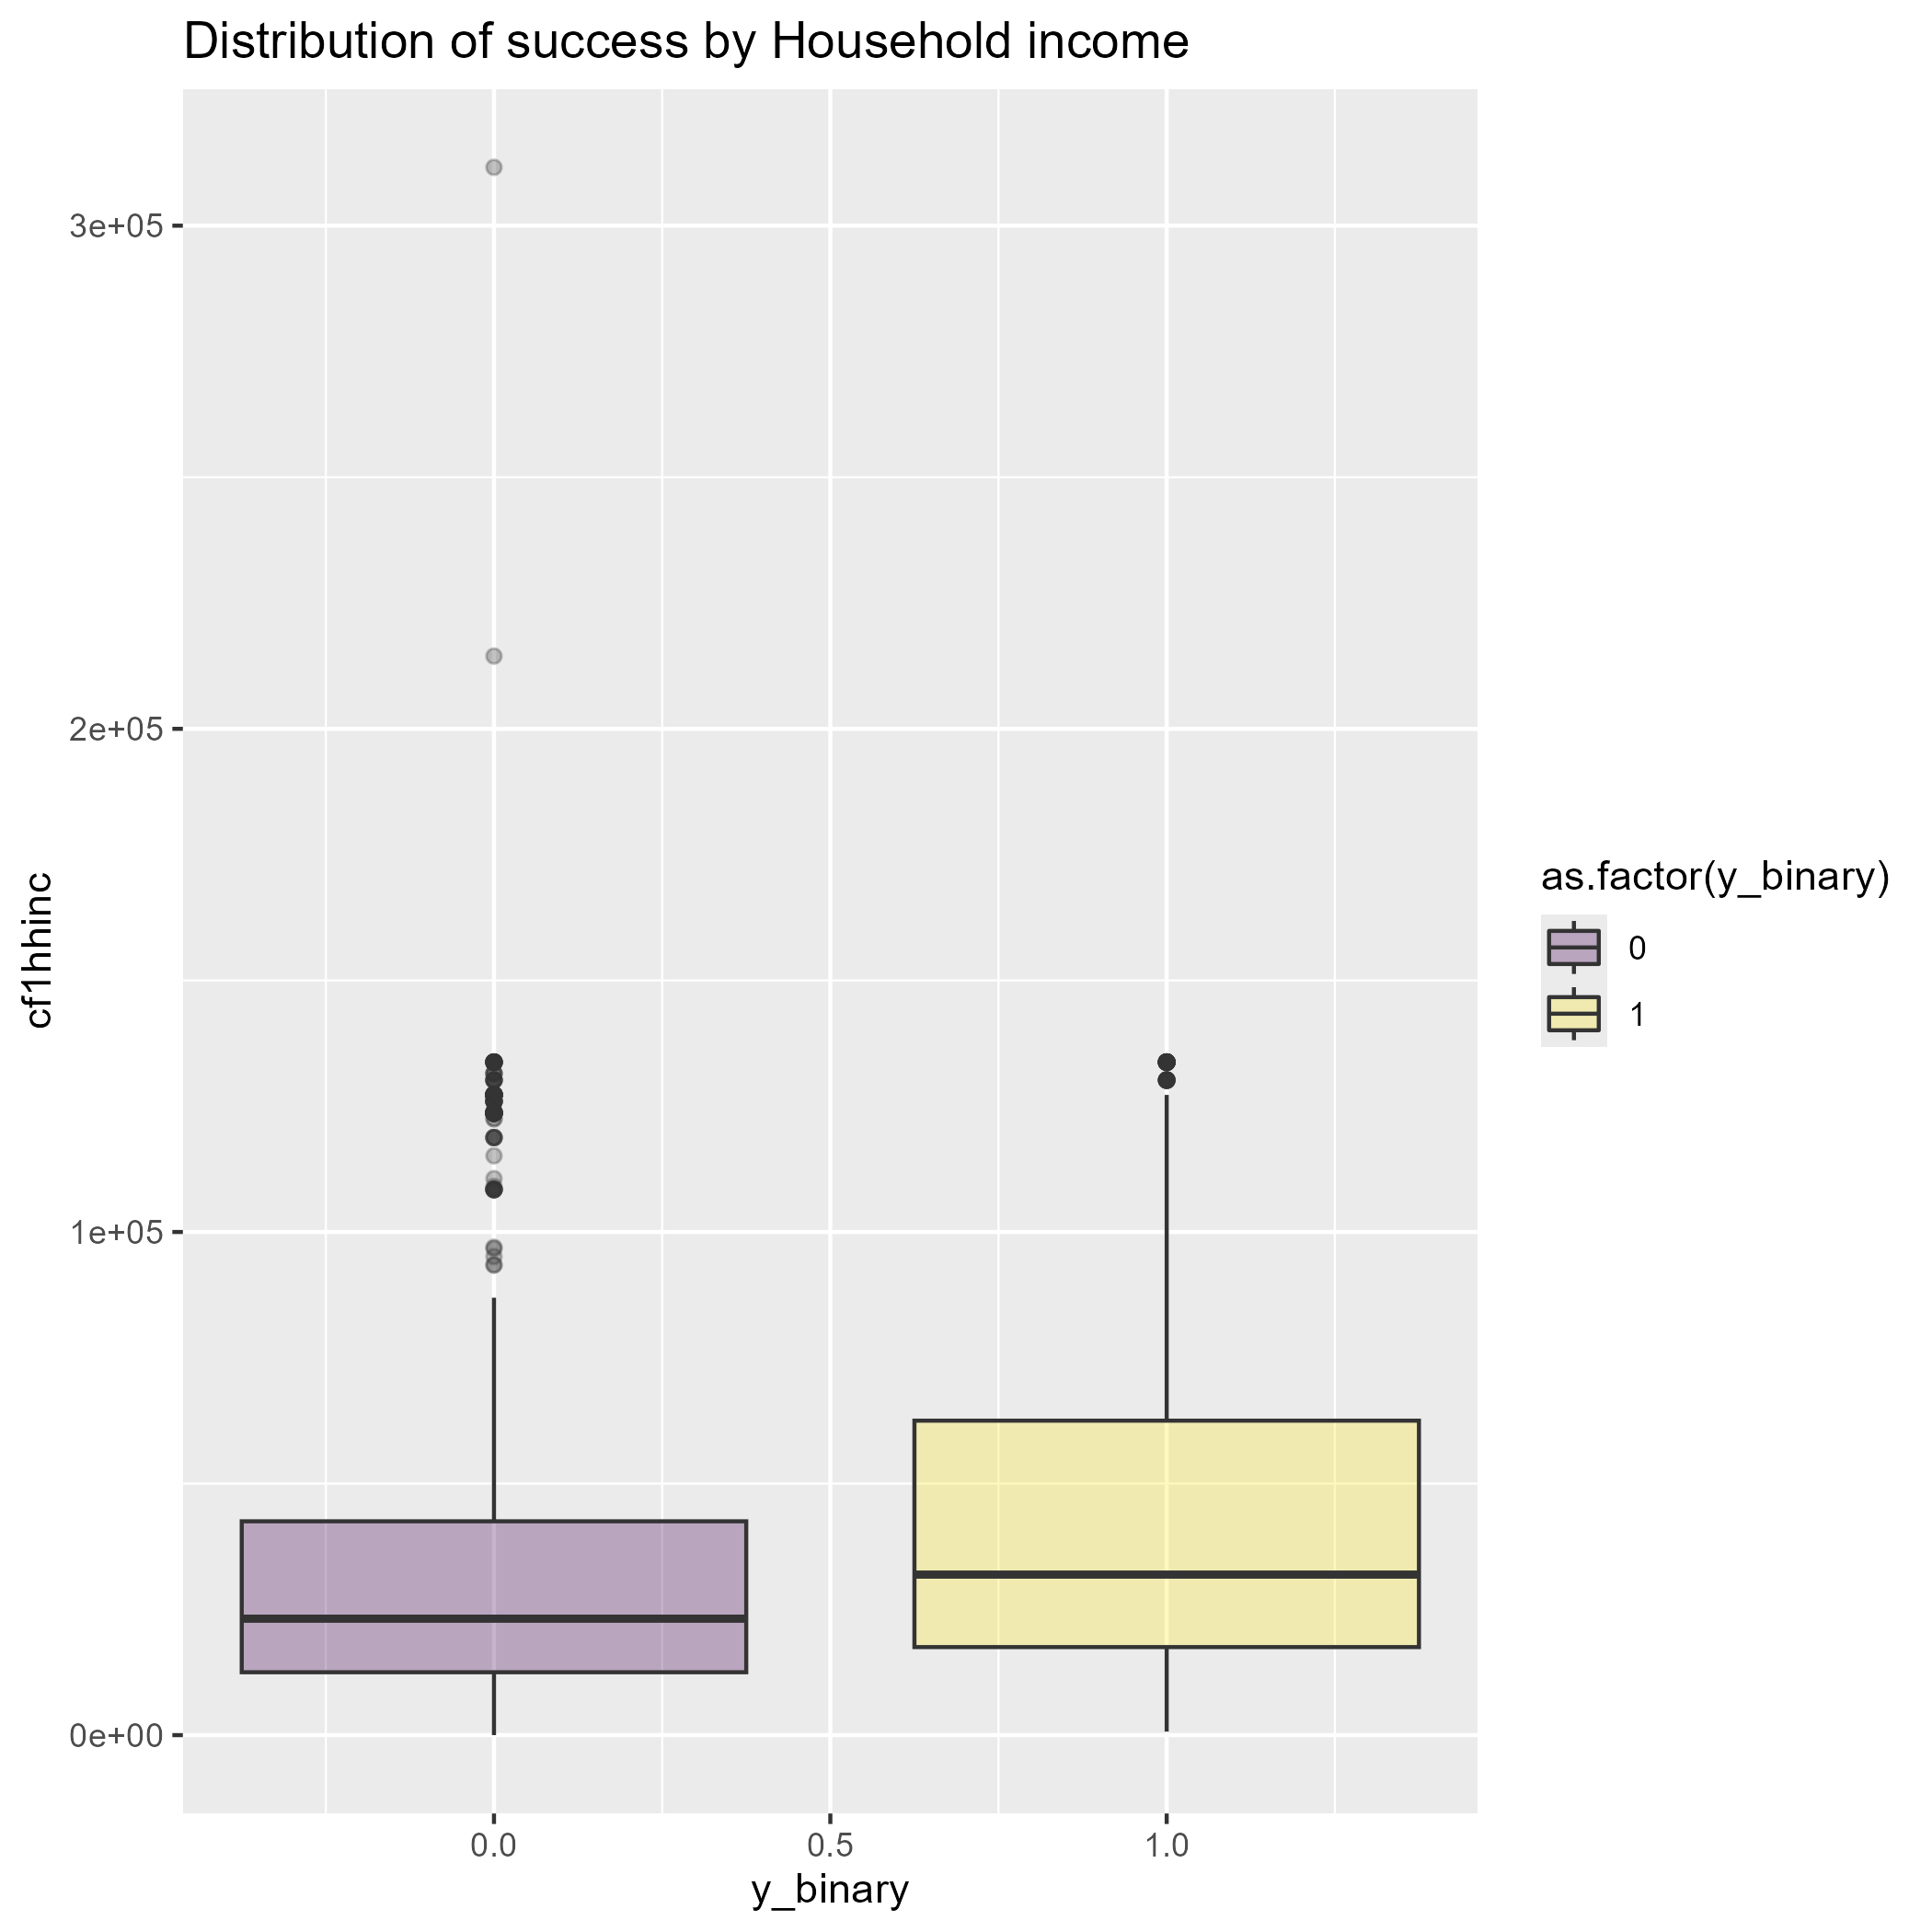 Distribution of success by Household income
cf1hhinc
3e+05
2e+05
1e+05
0e+00
0.0
0.5
1.0
y_binary
as.factor(y_binary)
0
1